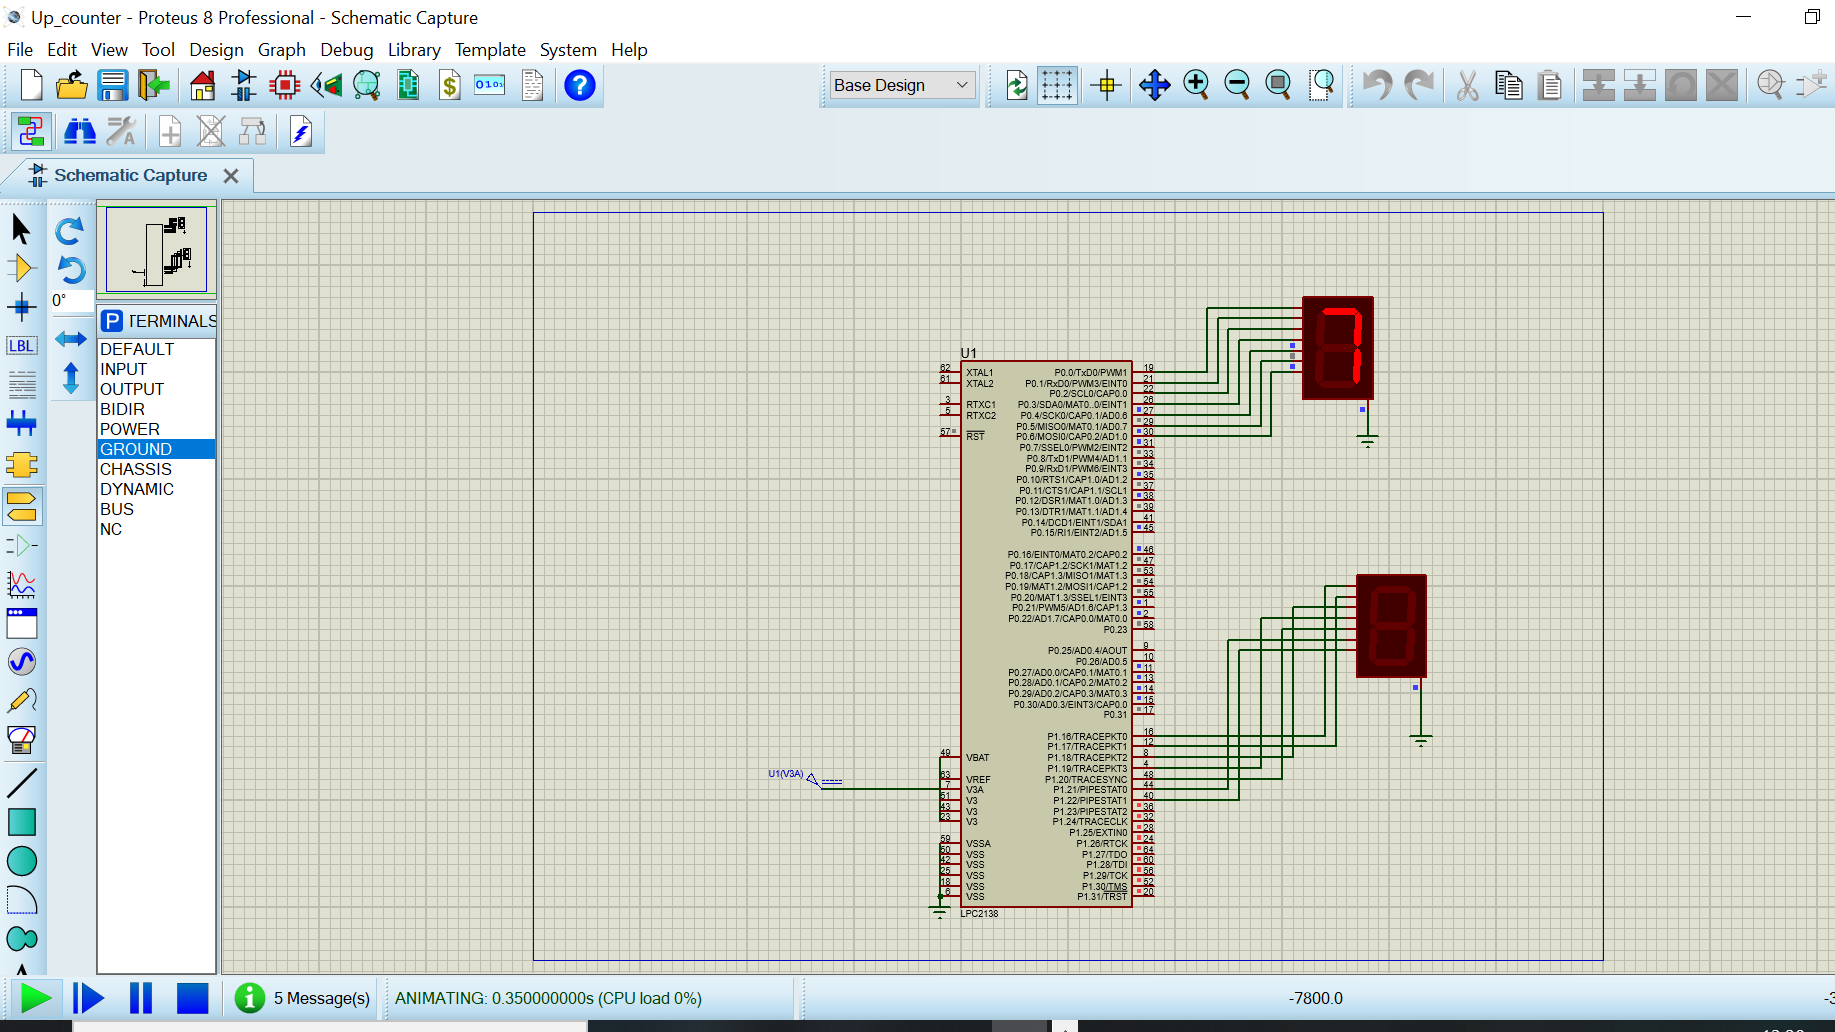 Up_counter - Proteus 8 Professional - Schematic Capture
File Edit View Tool Design Graph Debug Library Template System Help
Base Design
Schematic Capture
0°
LBL
P TERMINALS
DEFAULT
INPUT
OUTPUT
BIDIR
POWER
GROUND
CHASSIS
DYNAMIC
BUS
NC
U1
62 XTAL1
61 XTAL2
3 RTXC1
5 RTXC2
57 RST
49 VBAT
63 VREF
7 V3A
51 V3
43 V3
23 V3
59 VSSA
50 VSS
42 VSS
25 VSS
18 VSS
6 VSS
U1(V3A)
P0.0/TxD0/PWM1 19
P0.1/RxD0/PWM3/EINT0 21
P0.2/SCL0/CAP0.0 22
P0.3/SDA0/MAT0..0/EINT1 26
P0.4/SCK0/CAP0.1/AD0.6 27
P0.5/MISO0/MAT0.1/AD0.7 29
P0.6/MOSI0/CAP0.2/AD1.0 30
P0.7/SSEL0/PWM2/EINT2 31
P0.8/TxD1/PWM4/AD1.1 33
P0.9/RxD1/PWM6/EINT3 34
P0.10/RTS1/CAP1.0/AD1.2 35
P0.11/CTS1/CAP1.1/SCL1 37
P0.12/DSR1/MAT1.0/AD1.3 38
P0.13/DTR1/MAT1.1/AD1.4 39
P0.14/DCD1/EINT1/SDA1 41
P0.15/RI1/EINT2/AD1.5 45
P0.16/EINT0/MAT0.2/CAP0.2 46
P0.17/CAP1.2/SCK1/MAT1.2 47
P0.18/CAP1.3/MISO1/MAT1.3 53
P0.19/MAT1.2/MOSI1/CAP1.2 54
P0.20/MAT1.3/SSEL1/EINT3 55
P0.21/PWM5/AD1.6/CAP1.3 1
P0.22/AD1.7/CAP0.0/MAT0.0 2
P0.23 58
P0.25/AD0.4/AOUT 9
P0.26/AD0.5 10
P0.27/AD0.0/CAP0.1/MAT0.1 11
P0.28/AD0.1/CAP0.2/MAT0.2 13
P0.29/AD0.2/CAP0.3/MAT0.3 14
P0.30/AD0.3/EINT3/CAP0.0 15
P0.31 17
P1.16/TRACEPKT0 16
P1.17/TRACEPKT1 12
P1.18/TRACEPKT2 8
P1.19/TRACEPKT3 4
P1.20/TRACESYNC 48
P1.21/PIPESTAT0 44
P1.22/PIPESTAT1 40
P1.23/PIPESTAT2 36
P1.24/TRACECLK 32
P1.25/EXTIN0 28
P1.26/RTCK 24
P1.27/TDO 64
P1.28/TDI 60
P1.29/TCK 56
P1.30/TMS 52
P1.31/TRST 20
LPC2138
7
5 Message(s)
ANIMATING: 0.350000000s (CPU load 0%)
-7800.0